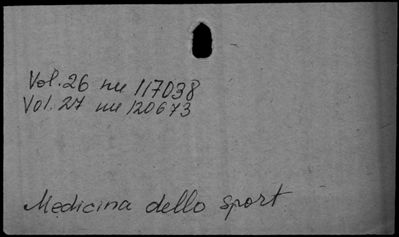 Vol. 26 nu 117038
Vol. 27 nu 120673
Medicina dello sport